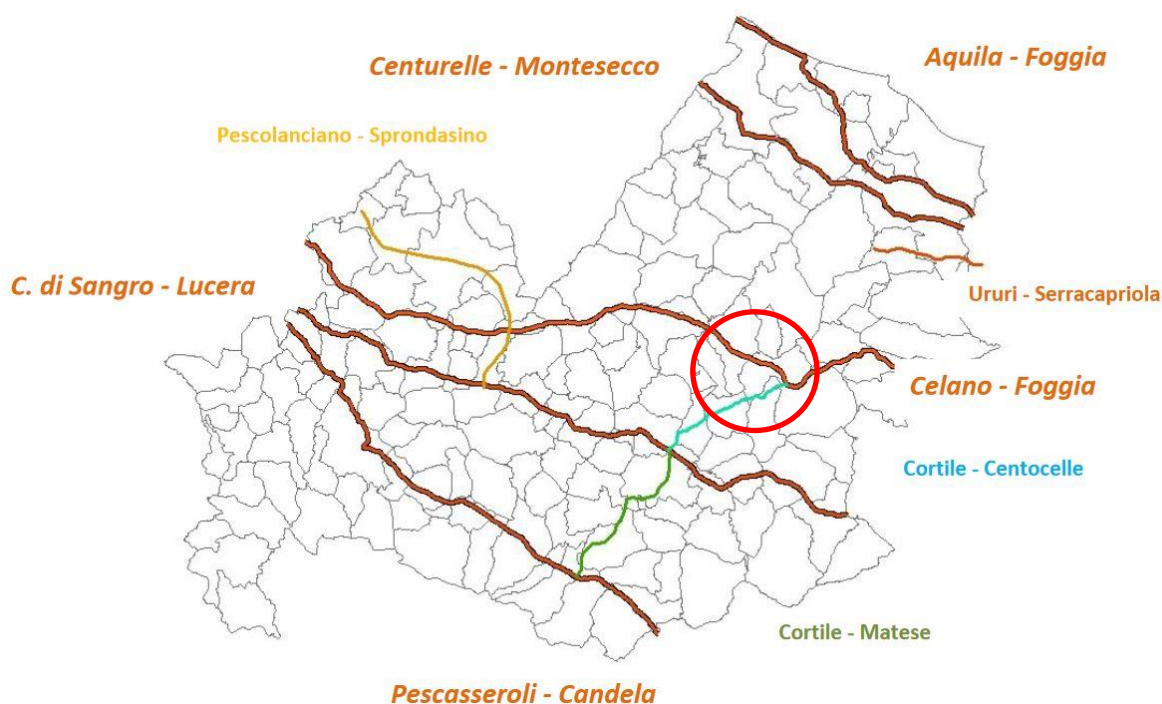 Aquila - Foggia
Centurelle - Montesecco
Pescolanciano - Sprondasino
C. di Sangro - Lucera
Ururi - Serracapriola
Celano - Foggia
Cortile - Centocelle
Cortile - Matese
Pescasseroli - Candela